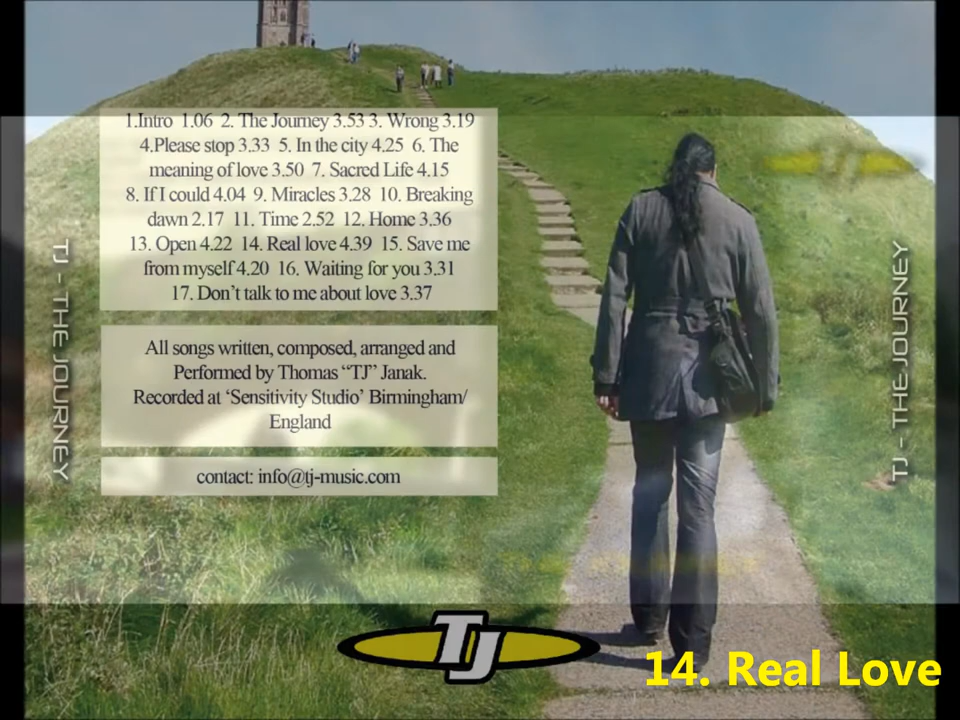 1.Intro 1.06 2. The Journey 3.53 3. Wrong 3.19
4.Please stop 3.33 5. In the city 4.25 6. The
meaning of love 3.50 7. Sacred Life 4.15
8. If I could 4.04 9. Miracles 3.28 10. Breaking
dawn 2.17 11. Time 2.52 12. Home 3.36
13. Open 4.22 14. Real love 4.39 15. Save me
from myself 4.20 16. Waiting for you 3.31
17. Don't talk to me about love 3.37
All songs written, composed, arranged and
Performed by Thomas “TJ” Janak.
Recorded at ‘Sensitivity Studio’ Birmingham/
England
contact: info@tj-music.com
TJ - THE JOURNEY
TJ - THE JOURNEY
TJ
14. Real Love